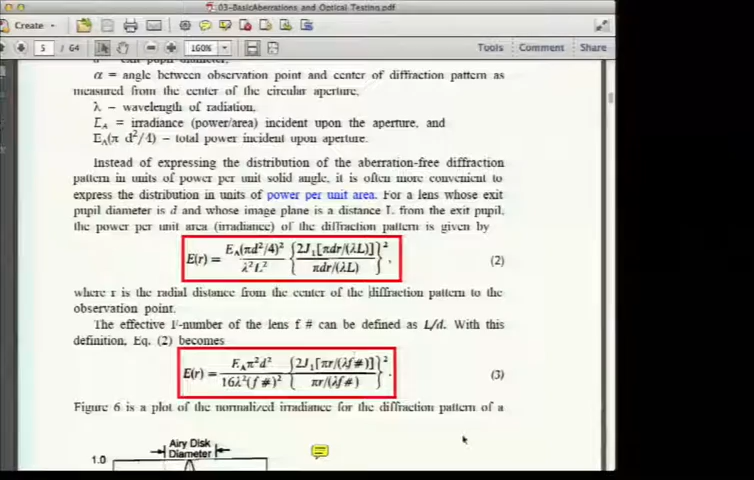 03-BasicAberrations and Optical Testing.pdf
Create
5 / 64
160%
Tools
Comment
Share
α = angle between observation point and center of diffraction pattern as
measured from the center of the circular aperture,
λ – wavelength of radiation,
E_A = irradiance (power/area) incident upon the aperture, and
E_A(π d²/4) – total power incident upon aperture.
Instead of expressing the distribution of the aberration-free diffraction
pattern in units of power per unit solid angle, it is often more convenient to
express the distribution in units of power per unit area. For a lens whose exit
pupil diameter is d and whose image plane is a distance L from the exit pupil,
the power per unit area (irradiance) of the diffraction pattern is given by
E(r) = E_A(πd²/4)² / λ²L² {2J₁[πdr/(λL)] / πdr/(λL)}², (2)
where r is the radial distance from the center of the diffraction pattern to the
observation point.
The effective F-number of the lens f # can be defined as L/d. With this
definition, Eq. (2) becomes
E(r) = E_Aπ²d² / 16λ²(f #)² {2J₁[πr/(λf #)] / πr/(λf #)}². (3)
Figure 6 is a plot of the normalized irradiance for the diffraction pattern of a
Airy Disk
Diameter
1.0